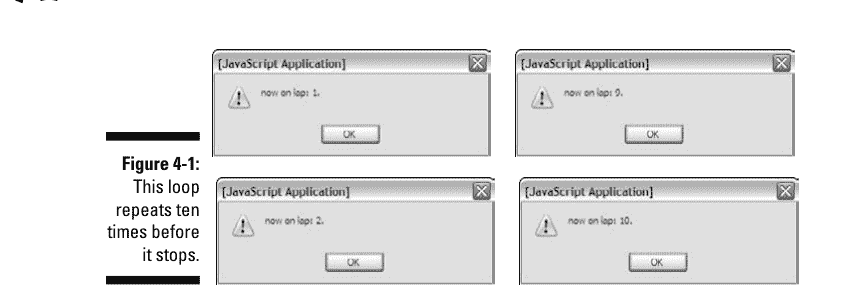 [JavaScript Application]
now on lap: 1.
OK
[JavaScript Application]
now on lap: 9.
OK
Figure 4-1:
This loop
repeats ten
times before
it stops.
[JavaScript Application]
now on lap: 2.
OK
[JavaScript Application]
now on lap: 10.
OK